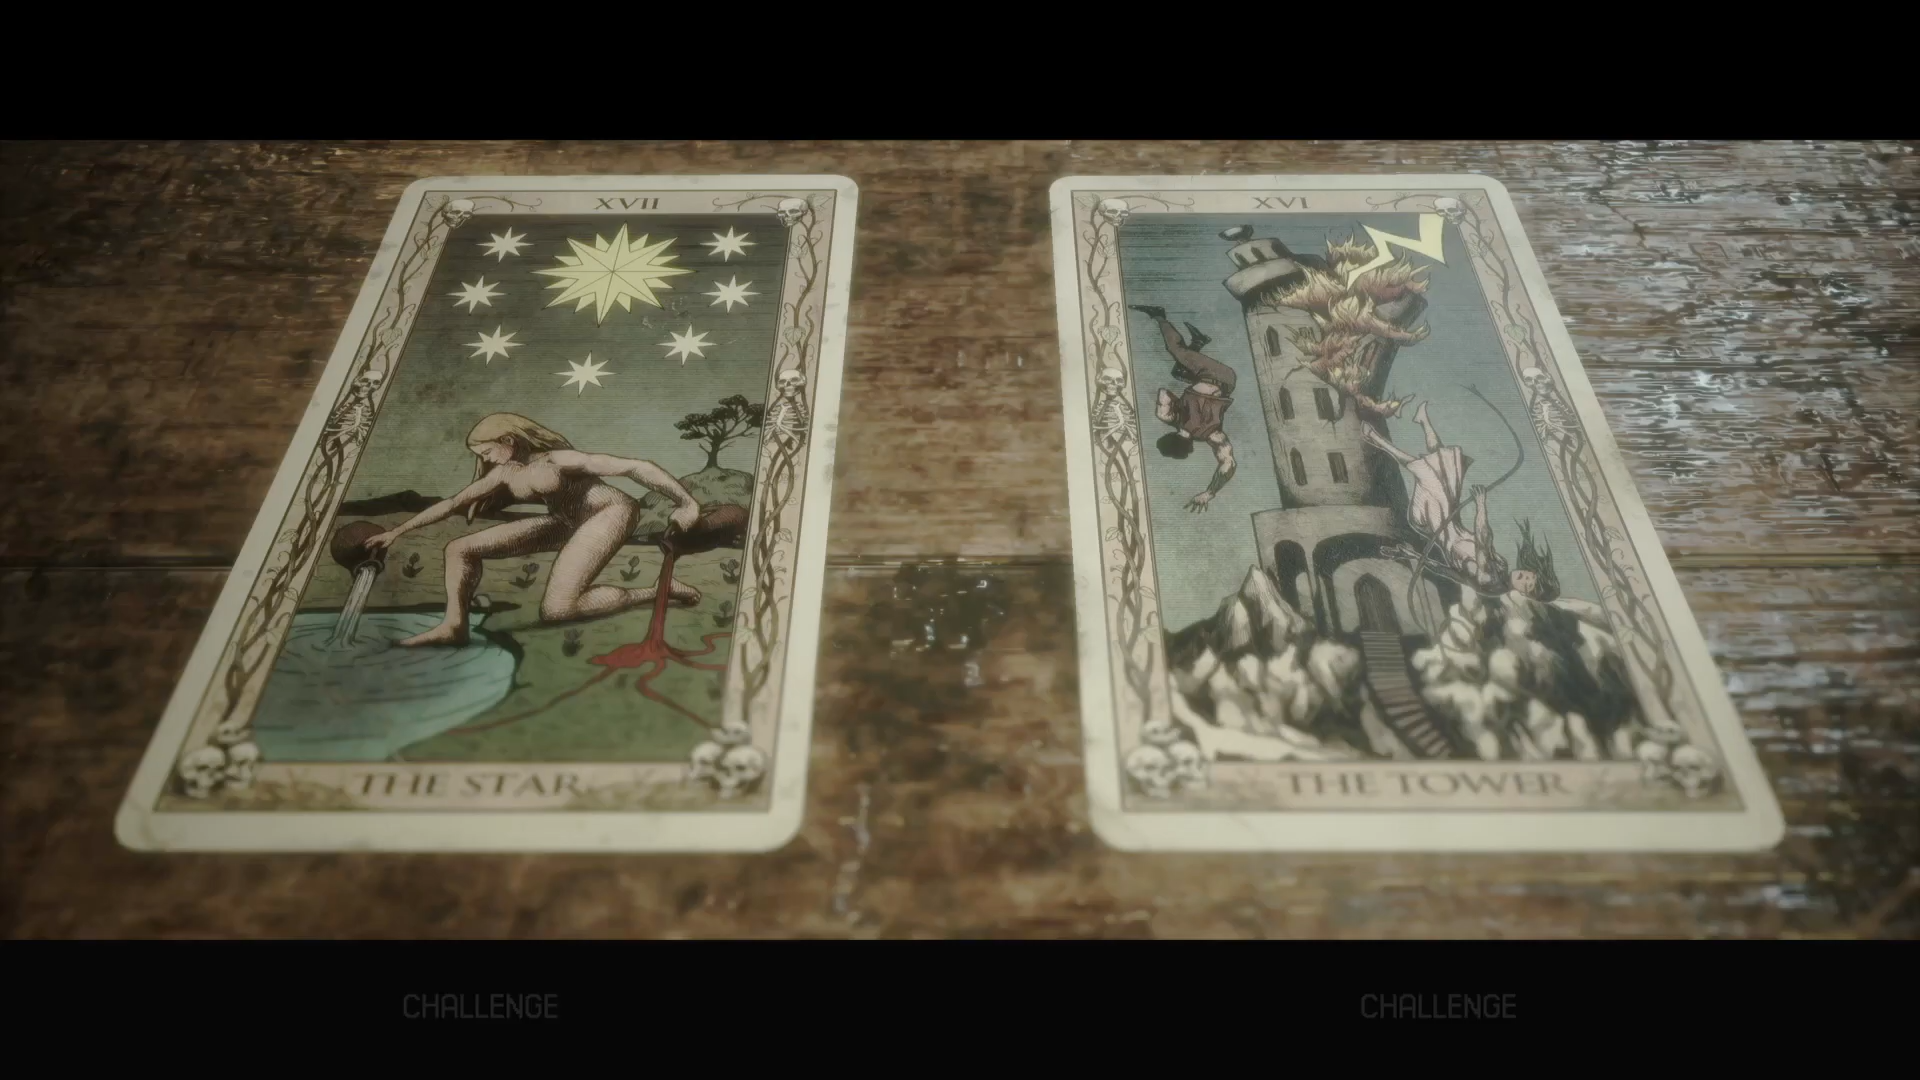 XVII
THE STAR
XVI
THE TOWER
CHALLENGE
CHALLENGE